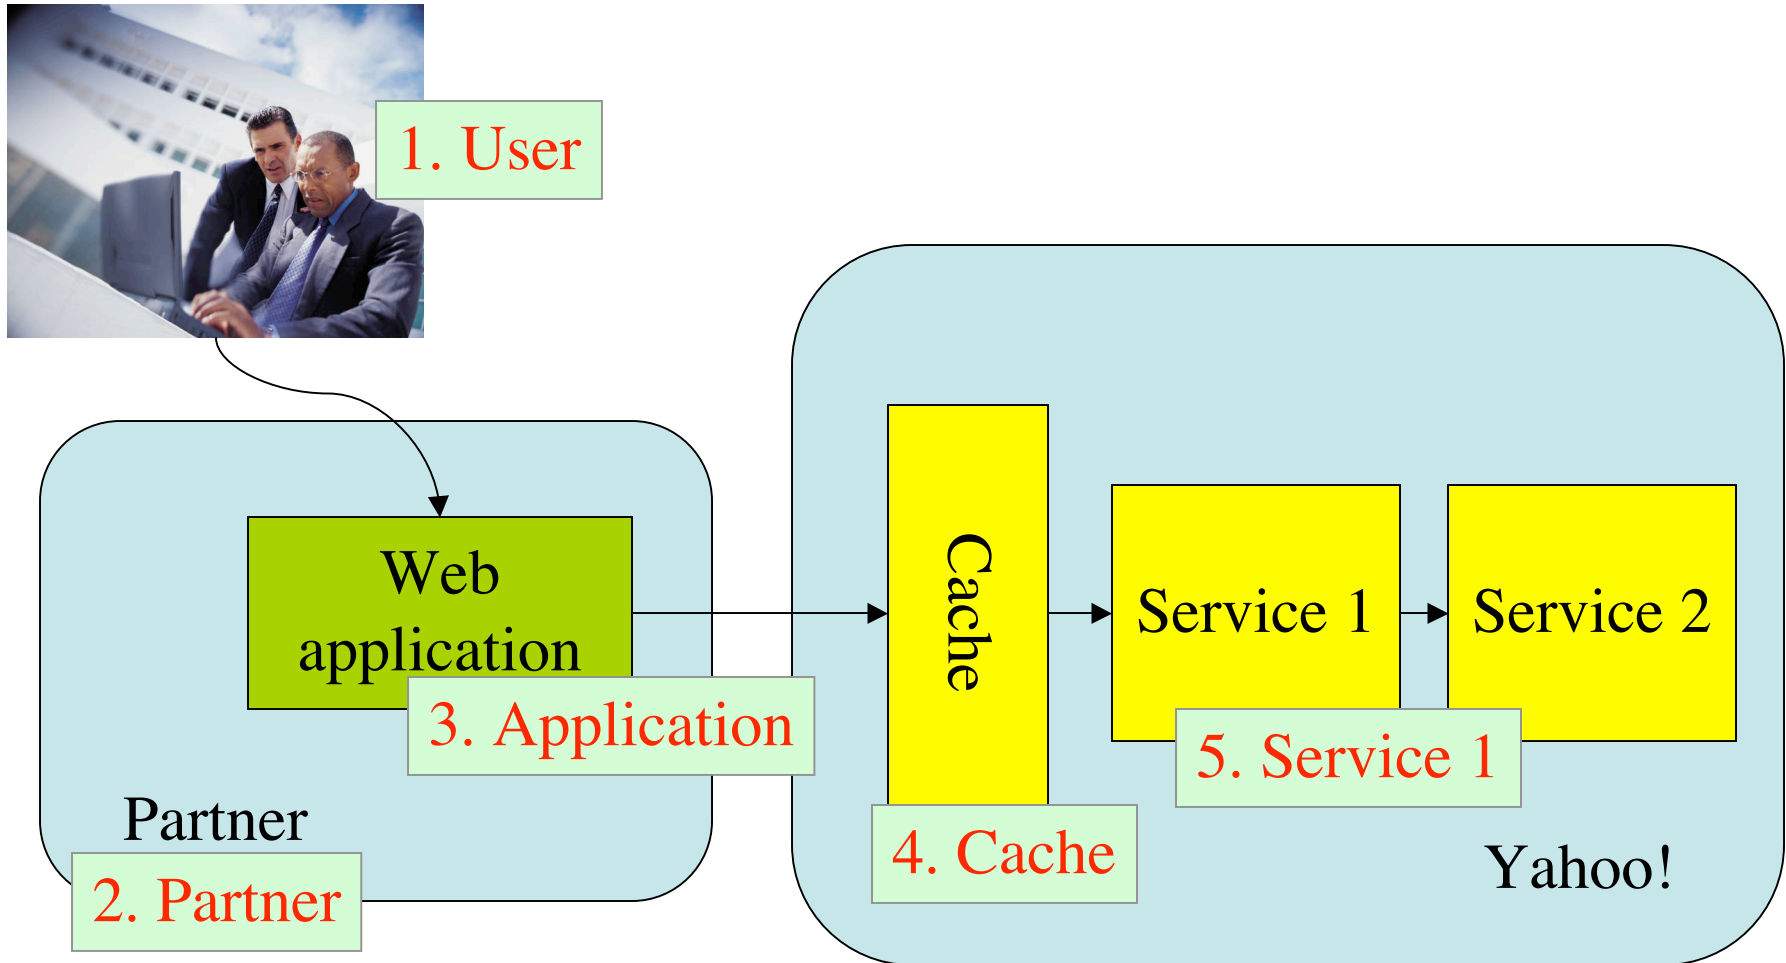 1. User
Web
application
3. Application
Partner
2. Partner
Cache
4. Cache
Service 1
Service 2
5. Service 1
Yahoo!